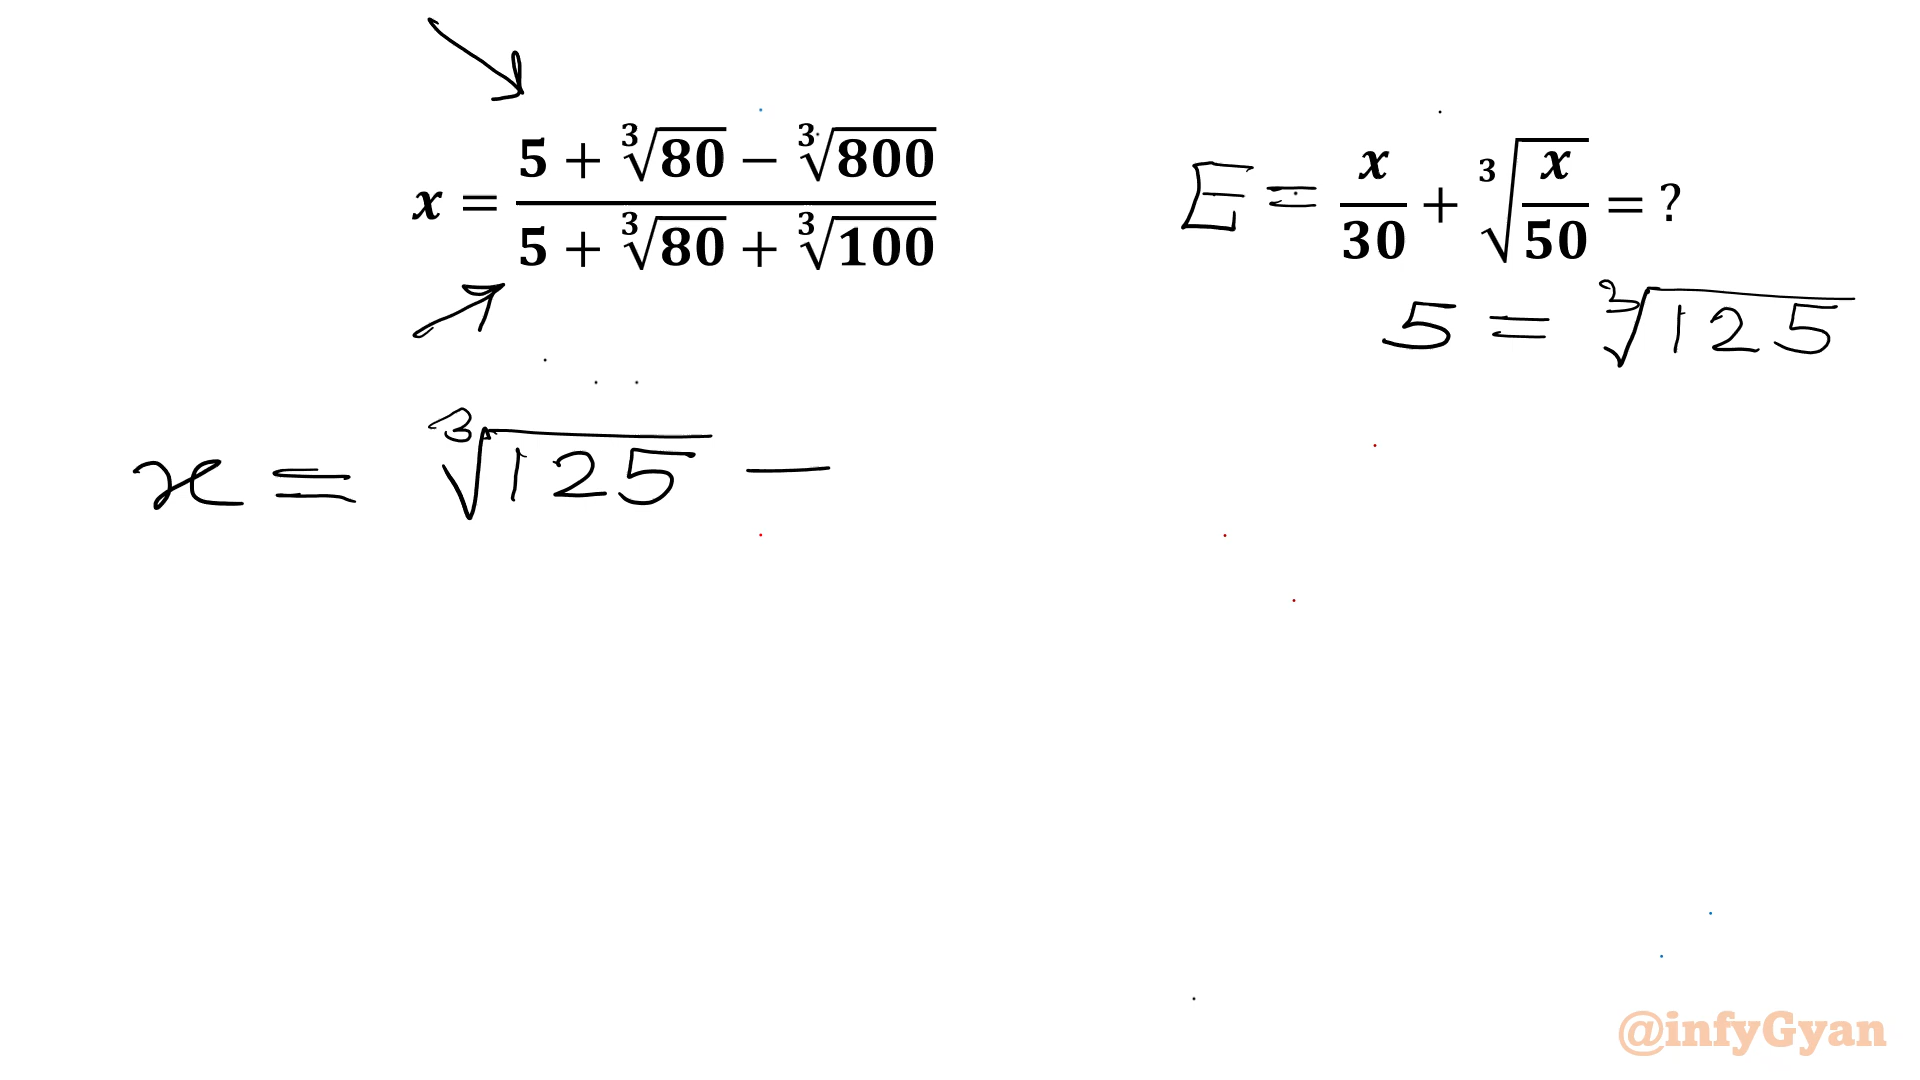 x = (5 + ∛80 − ∛800) / (5 + ∛80 + ∛100)
E = x/30 + ∛(x/50) = ?
5 = ∛125
x = ∛125 —
@infyGyan